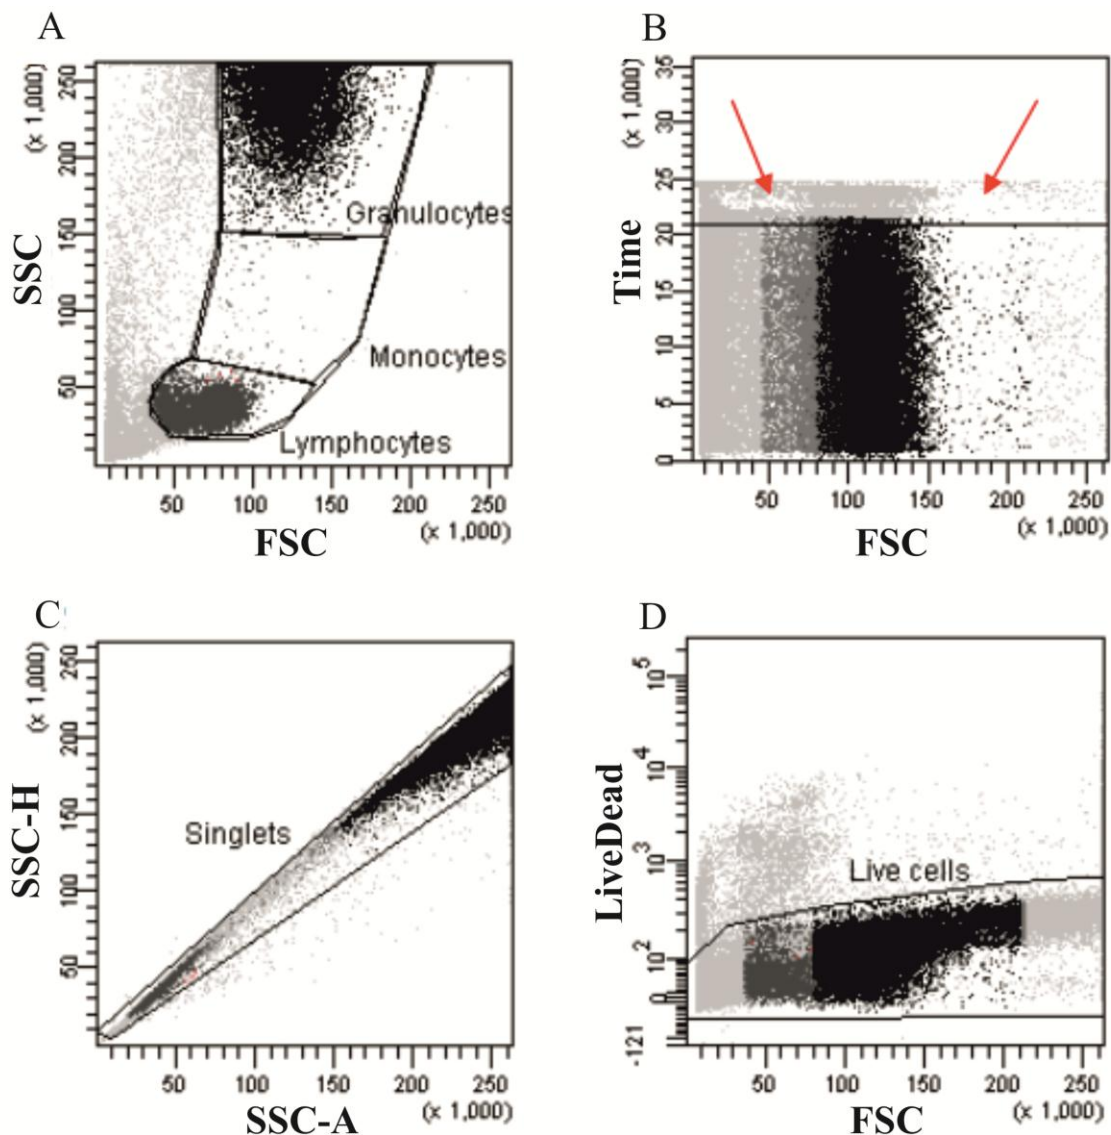 A
(x 1,000)
250
200
150
100
50
SSC
Granulocytes
Monocytes
Lymphocytes
50 100 150 200 250
(x 1,000)
FSC
B
(x 1,000)
35
30
25
20
15
10
5
0
Time
50 100 150 200 250
(x 1,000)
FSC
C
(x 1,000)
250
200
150
100
50
SSC-H
Singlets
50 100 150 200 250
(x 1,000)
SSC-A
D
10^5
10^4
10^3
10^2
0
-121
LiveDead
Live cells
50 100 150 200 250
(x 1,000)
FSC